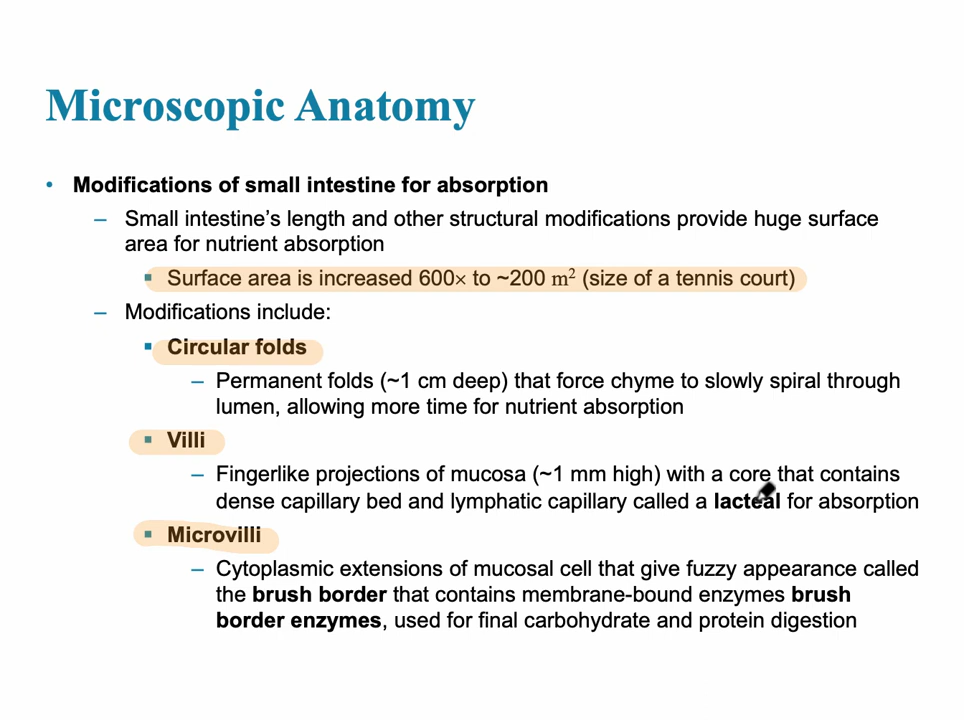 Microscopic Anatomy
• Modifications of small intestine for absorption
– Small intestine’s length and other structural modifications provide huge surface
area for nutrient absorption
▪ Surface area is increased 600× to ~200 m² (size of a tennis court)
– Modifications include:
▪ Circular folds
– Permanent folds (~1 cm deep) that force chyme to slowly spiral through
lumen, allowing more time for nutrient absorption
▪ Villi
– Fingerlike projections of mucosa (~1 mm high) with a core that contains
dense capillary bed and lymphatic capillary called a lacteal for absorption
▪ Microvilli
– Cytoplasmic extensions of mucosal cell that give fuzzy appearance called
the brush border that contains membrane-bound enzymes brush
border enzymes, used for final carbohydrate and protein digestion